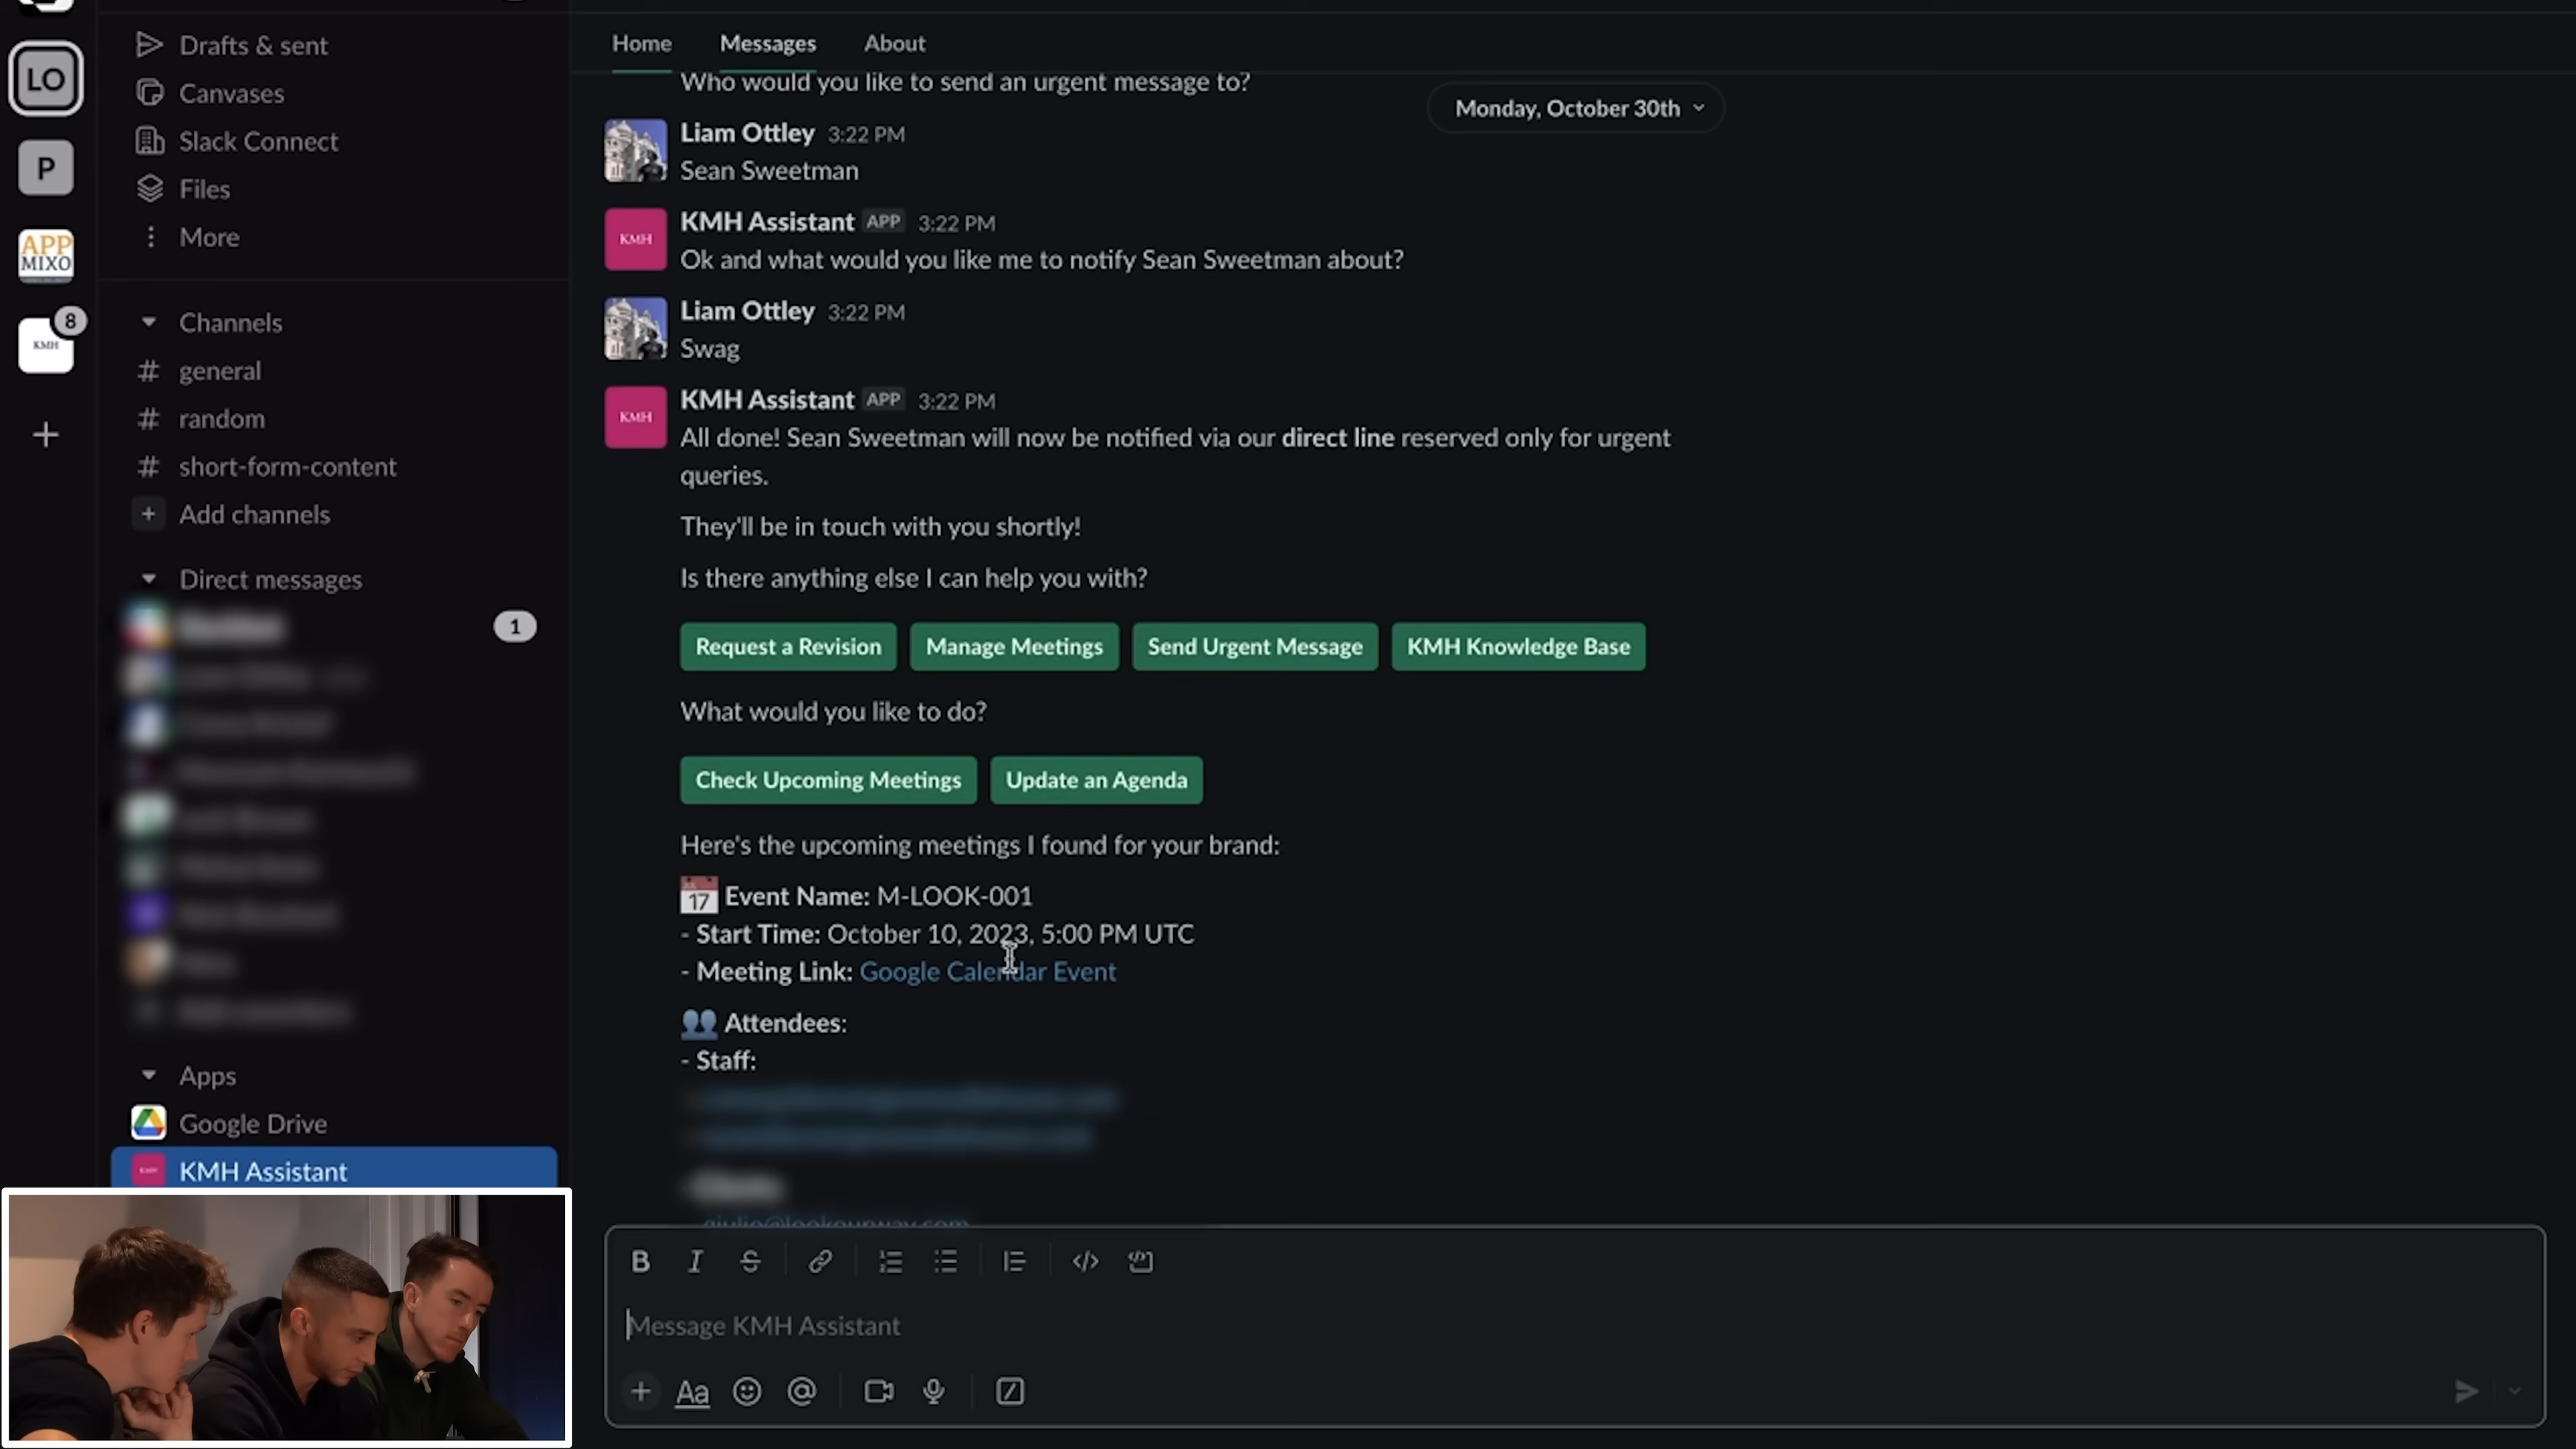 LO
P
APP
MIXO
8
KMH
Drafts & sent
Canvases
Slack Connect
Files
More
Channels
# general
# random
# short-form-content
Add channels
Direct messages
1
Apps
Google Drive
KMH Assistant
Home Messages About
Who would you like to send an urgent message to?
Monday, October 30th
Liam Ottley 3:22 PM
Sean Sweetman
KMH
KMH Assistant APP 3:22 PM
Ok and what would you like me to notify Sean Sweetman about?
Liam Ottley 3:22 PM
Swag
KMH
KMH Assistant APP 3:22 PM
All done! Sean Sweetman will now be notified via our direct line reserved only for urgent
queries.
They'll be in touch with you shortly!
Is there anything else I can help you with?
Request a Revision Manage Meetings Send Urgent Message KMH Knowledge Base
What would you like to do?
Check Upcoming Meetings Update an Agenda
Here's the upcoming meetings I found for your brand:
17 Event Name: M-LOOK-001
- Start Time: October 10, 2023, 5:00 PM UTC
- Meeting Link: Google Calendar Event
Attendees:
- Staff:
B I S
Message KMH Assistant
Aa